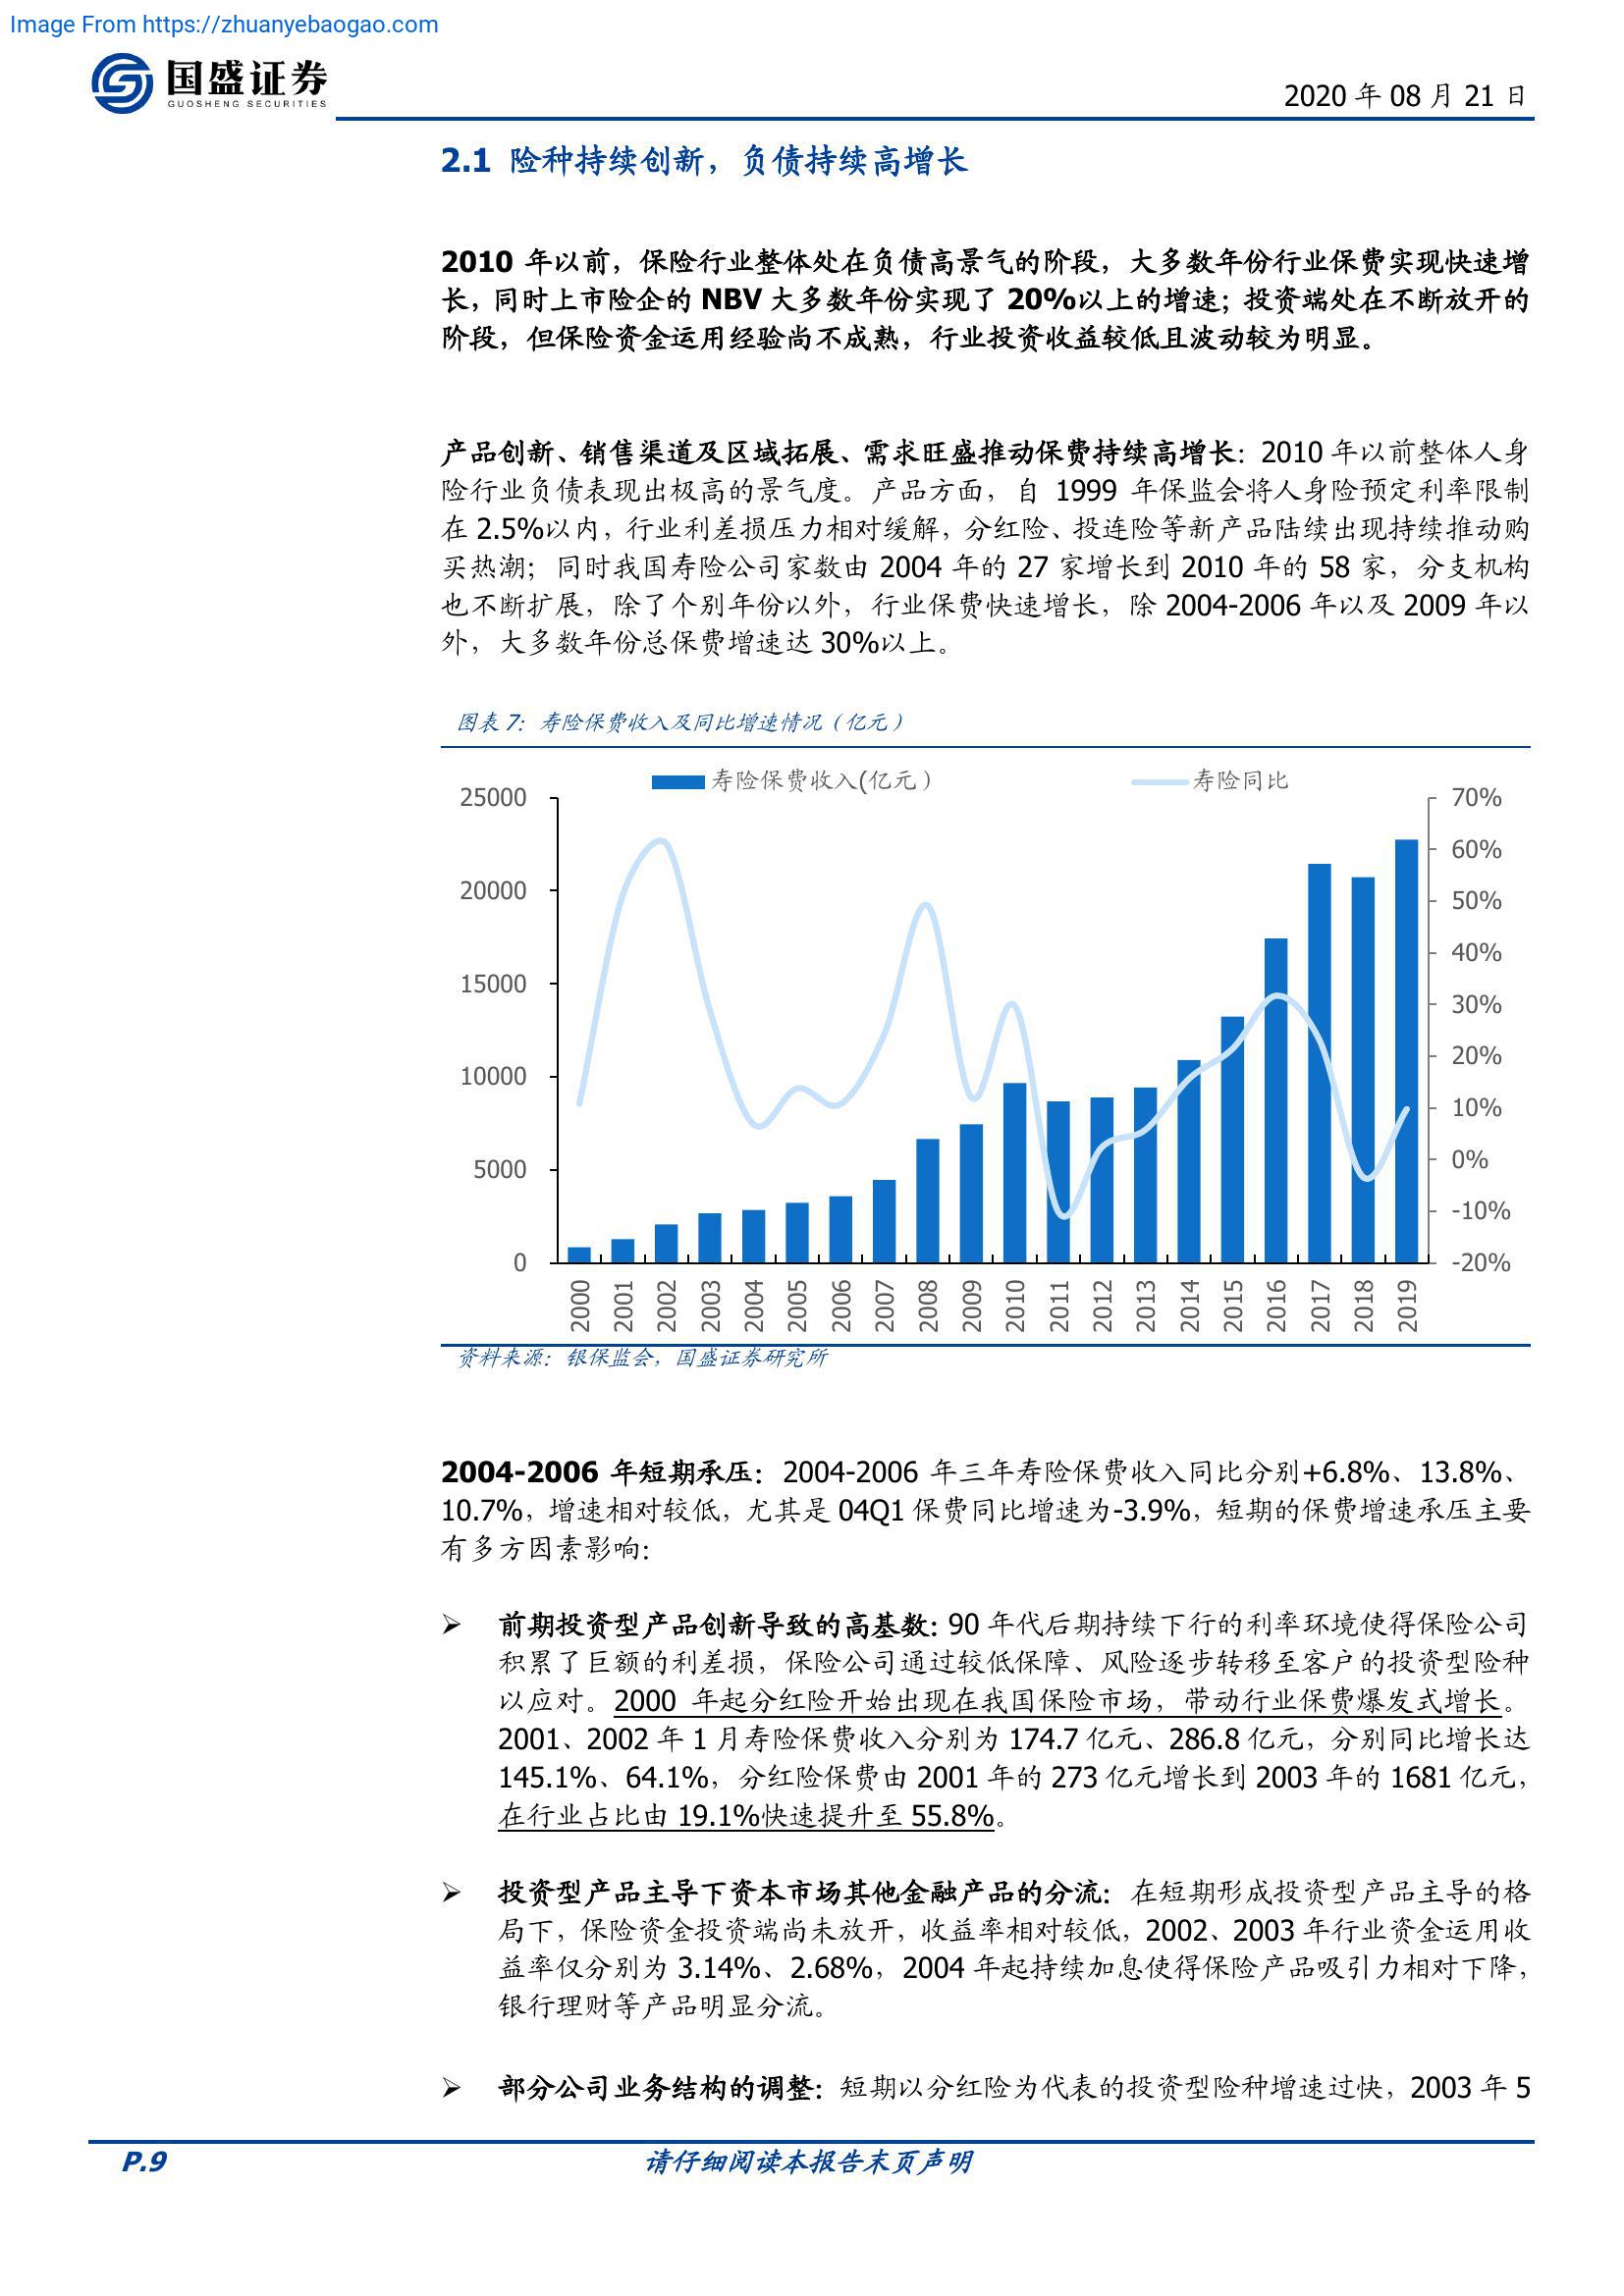 Image From https://zhuanyebaogao.com
国盛证券
GUOSHENG SECURITIES
2020 年 08 月 21 日
2.1 险种持续创新，负债持续高增长
2010 年以前，保险行业整体处在负债高景气的阶段，大多数年份行业保费实现快速增
长，同时上市险企的 NBV 大多数年份实现了 20%以上的增速；投资端处在不断放开的
阶段，但保险资金运用经验尚不成熟，行业投资收益较低且波动较为明显。
产品创新、销售渠道及区域拓展、需求旺盛推动保费持续高增长：2010 年以前整体人身
险行业负债表现出极高的景气度。产品方面，自 1999 年保监会将人身险预定利率限制
在 2.5%以内，行业利差损压力相对缓解，分红险、投连险等新产品陆续出现持续推动购
买热潮；同时我国寿险公司家数由 2004 年的 27 家增长到 2010 年的 58 家，分支机构
也不断扩展，除了个别年份以外，行业保费快速增长，除 2004-2006 年以及 2009 年以
外，大多数年份总保费增速达 30%以上。
图表 7：寿险保费收入及同比增速情况（亿元）
寿险保费收入(亿元） 寿险同比
25000 70%
60%
20000 50%
40%
15000 30%
20%
10000 10%
5000 0%
-10%
0 -20%
2000 2001 2002 2003 2004 2005 2006 2007 2008 2009 2010 2011 2012 2013 2014 2015 2016 2017 2018 2019
资料来源：银保监会，国盛证券研究所
2004-2006 年短期承压：2004-2006 年三年寿险保费收入同比分别+6.8%、13.8%、
10.7%，增速相对较低，尤其是 04Q1 保费同比增速为-3.9%，短期的保费增速承压主要
有多方因素影响：
➢ 前期投资型产品创新导致的高基数：90 年代后期持续下行的利率环境使得保险公司
积累了巨额的利差损，保险公司通过较低保障、风险逐步转移至客户的投资型险种
以应对。2000 年起分红险开始出现在我国保险市场，带动行业保费爆发式增长。
2001、2002 年 1 月寿险保费收入分别为 174.7 亿元、286.8 亿元，分别同比增长达
145.1%、64.1%，分红险保费由 2001 年的 273 亿元增长到 2003 年的 1681 亿元，
在行业占比由 19.1%快速提升至 55.8%。
➢ 投资型产品主导下资本市场其他金融产品的分流：在短期形成投资型产品主导的格
局下，保险资金投资端尚未放开，收益率相对较低，2002、2003 年行业资金运用收
益率仅分别为 3.14%、2.68%，2004 年起持续加息使得保险产品吸引力相对下降，
银行理财等产品明显分流。
➢ 部分公司业务结构的调整：短期以分红险为代表的投资型险种增速过快，2003 年 5
P.9 请仔细阅读本报告末页声明